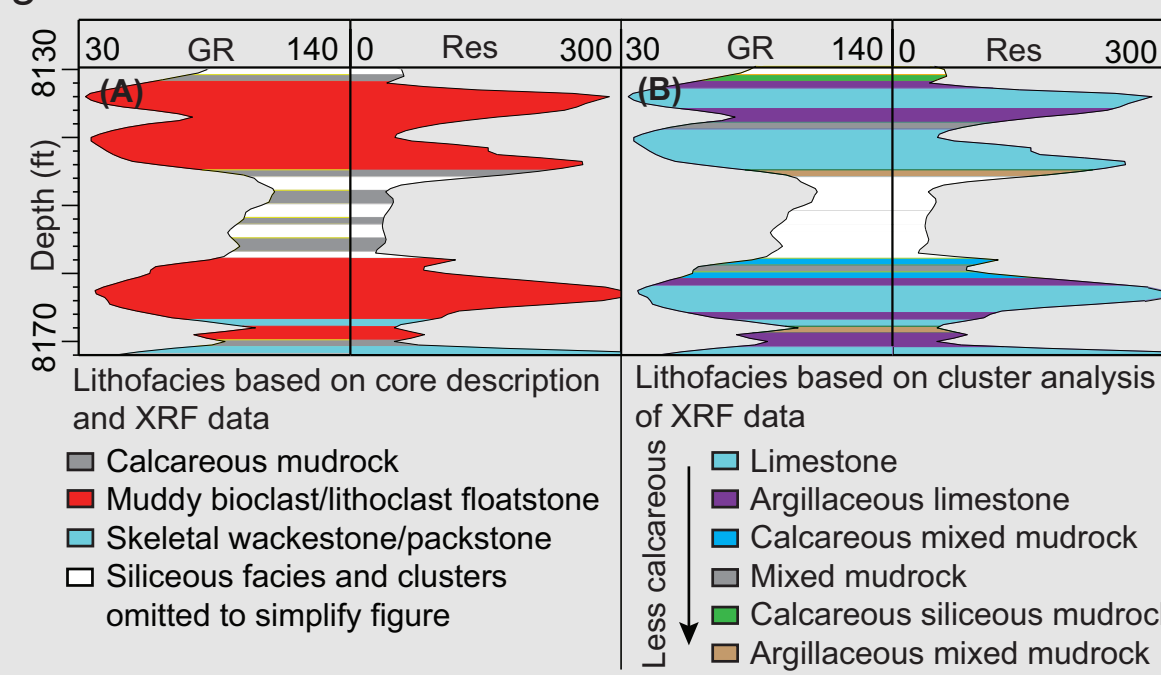 30 GR 140 0 Res 300 30 GR 140 0 Res 300
8130
(A) (B)
Depth (ft)
8170
Lithofacies based on core description
and XRF data
Calcareous mudrock
Muddy bioclast/lithoclast floatstone
Skeletal wackestone/packstone
Siliceous facies and clusters
omitted to simplify figure
Lithofacies based on cluster analysis
of XRF data
Less calcareous
Limestone
Argillaceous limestone
Calcareous mixed mudrock
Mixed mudrock
Calcareous siliceous mudroc
Argillaceous mixed mudrock